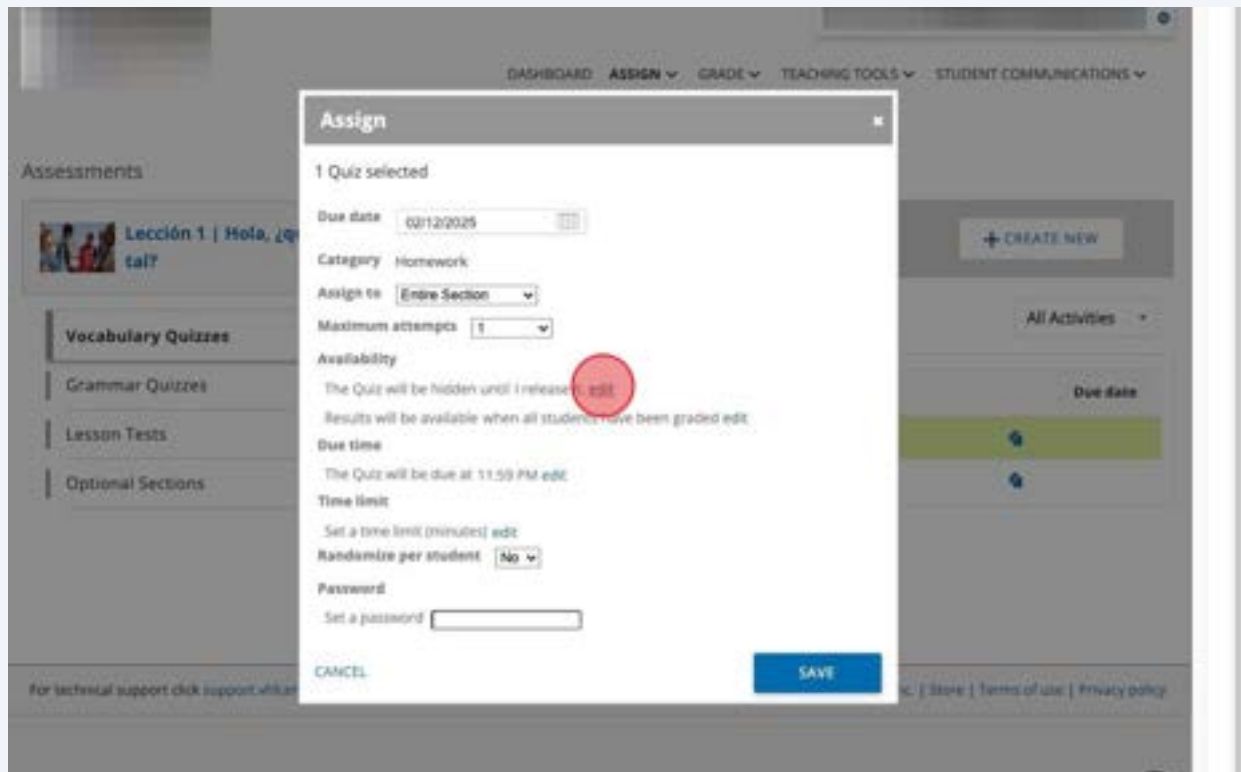 DASHBOARD ASSIGN GRADE TEACHING TOOLS STUDENT COMMUNICATIONS
Assign
Assessments
1 Quiz selected
Due date 02/12/2025
Lección 1 | Hola, ¿qu
tal?
+ CREATE NEW
Category Homework
Assign to Entire Section
Maximum attempts 1
All Activities
Vocabulary Quizzes
Availability
The Quiz will be hidden until I release edit
Grammar Quizzes
Due date
Results will be available when all students have been graded edit
Lesson Tests
Due time
The Quiz will be due at 11:59 PM edit
Optional Sections
Time limit
Set a time limit (minutes) edit
Randomize per student No
Password
Set a password
CANCEL
SAVE
For technical support click
| Store | Terms of use | Privacy policy